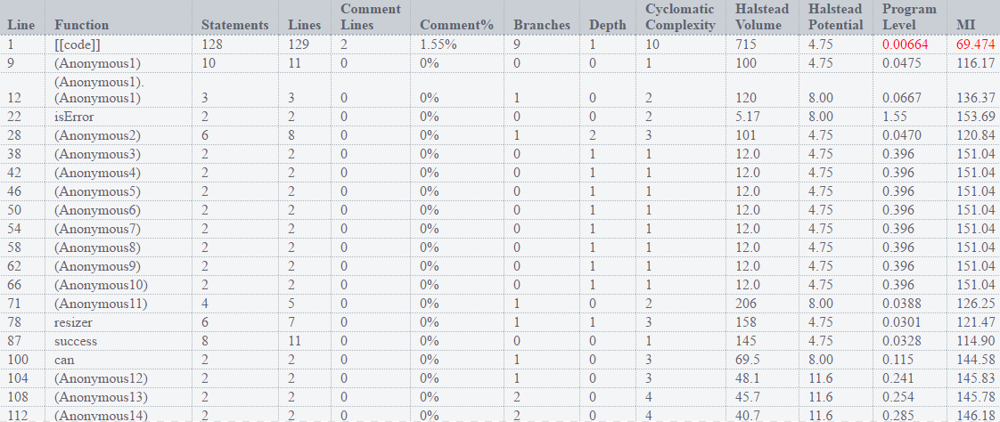 Line Function Statements Lines Comment Lines Comment% Branches Depth Cyclomatic Complexity Halstead Volume Halstead Potential Program Level MI
1 [[code]] 128 129 2 1.55% 9 1 10 715 4.75 0.00664 69.474
9 (Anonymous1) 10 11 0 0% 0 0 1 100 4.75 0.0475 116.17
12 (Anonymous1).(Anonymous1) 3 3 0 0% 1 0 2 120 8.00 0.0667 136.37
22 isError 2 2 0 0% 0 0 2 5.17 8.00 1.55 153.69
28 (Anonymous2) 6 8 0 0% 1 2 3 101 4.75 0.0470 120.84
38 (Anonymous3) 2 2 0 0% 0 1 1 12.0 4.75 0.396 151.04
42 (Anonymous4) 2 2 0 0% 0 1 1 12.0 4.75 0.396 151.04
46 (Anonymous5) 2 2 0 0% 0 1 1 12.0 4.75 0.396 151.04
50 (Anonymous6) 2 2 0 0% 0 1 1 12.0 4.75 0.396 151.04
54 (Anonymous7) 2 2 0 0% 0 1 1 12.0 4.75 0.396 151.04
58 (Anonymous8) 2 2 0 0% 0 1 1 12.0 4.75 0.396 151.04
62 (Anonymous9) 2 2 0 0% 0 1 1 12.0 4.75 0.396 151.04
66 (Anonymous10) 2 2 0 0% 0 1 1 12.0 4.75 0.396 151.04
71 (Anonymous11) 4 5 0 0% 1 0 2 206 8.00 0.0388 126.25
78 resizer 6 7 0 0% 1 1 3 158 4.75 0.0301 121.47
87 success 8 11 0 0% 0 0 1 145 4.75 0.0328 114.90
100 can 2 2 0 0% 1 0 3 69.5 8.00 0.115 144.58
104 (Anonymous12) 2 2 0 0% 1 0 3 48.1 11.6 0.241 145.83
108 (Anonymous13) 2 2 0 0% 2 0 4 45.7 11.6 0.254 145.78
112 (Anonymous14) 2 2 0 0% 2 0 4 40.7 11.6 0.285 146.18